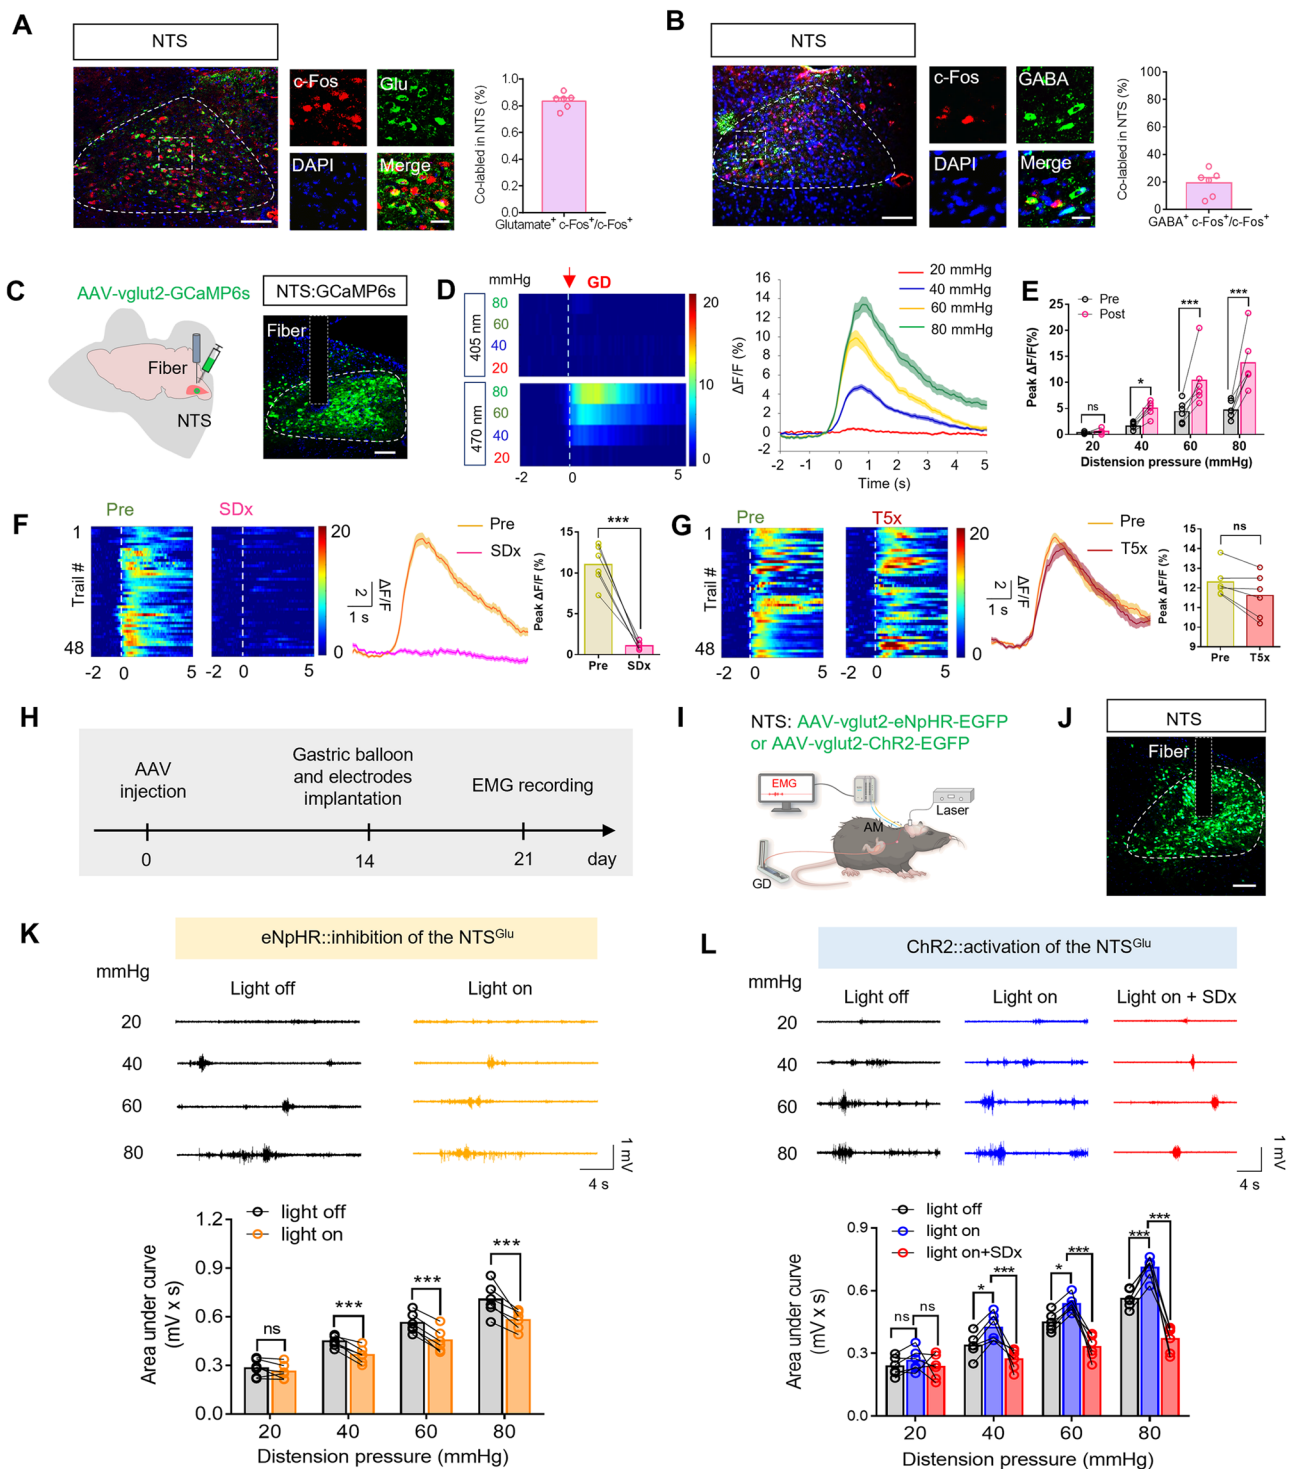 A
NTS
c-Fos
Glu
DAPI
Merge
Co-labled in NTS (%)
1.0
0.8
0.6
0.4
0.2
0.0
Glutamate⁺ c-Fos⁺/c-Fos⁺
B
NTS
c-Fos
GABA
DAPI
Merge
Co-labled in NTS (%)
100
80
60
40
20
0
GABA⁺ c-Fos⁺/c-Fos⁺
C
AAV-vglut2-GCaMP6s
Fiber
NTS
NTS:GCaMP6s
Fiber
D
mmHg
GD
405 nm
80
60
40
20
470 nm
80
60
40
20
-2
0
5
20
10
0
ΔF/F (%)
16
14
12
10
8
6
4
2
0
-2
20 mmHg
40 mmHg
60 mmHg
80 mmHg
-2 -1 0 1 2 3 4 5
Time (s)
E
Pre
Post
Peak ΔF/F(%)
25
20
15
10
5
0
ns
*
***
***
20 40 60 80
Distension pressure (mmHg)
F
Pre
SDx
1
Trail #
48
-2 0 5
-2 0 5
20
0
Pre
SDx
2
ΔF/F
1 s
Peak ΔF/F (%)
15
10
5
0
***
Pre SDx
G
Pre
T5x
1
Trail #
48
-2 0 5
-2 0 5
20
0
Pre
T5x
2
ΔF/F
1 s
Peak ΔF/F (%)
15
14
13
12
11
10
9
ns
Pre T5x
H
AAV
injection
Gastric balloon
and electrodes
implantation
EMG recording
0
14
21
day
I
NTS: AAV-vglut2-eNpHR-EGFP
or AAV-vglut2-ChR2-EGFP
EMG
AM
Laser
GD
J
NTS
Fiber
K
eNpHR::inhibition of the NTSᴳˡᵘ
mmHg
Light off
Light on
20
40
60
80
1 mV
4 s
light off
light on
Area under curve
(mV x s)
1.2
0.9
0.6
0.3
0.0
ns
***
***
***
20 40 60 80
Distension pressure (mmHg)
L
ChR2::activation of the NTSᴳˡᵘ
mmHg
Light off
Light on
Light on + SDx
20
40
60
80
1 mV
4 s
light off
light on
light on+SDx
Area under curve
(mV x s)
0.9
0.6
0.3
0.0
ns
ns
*
***
*
***
***
***
20 40 60 80
Distension pressure (mmHg)